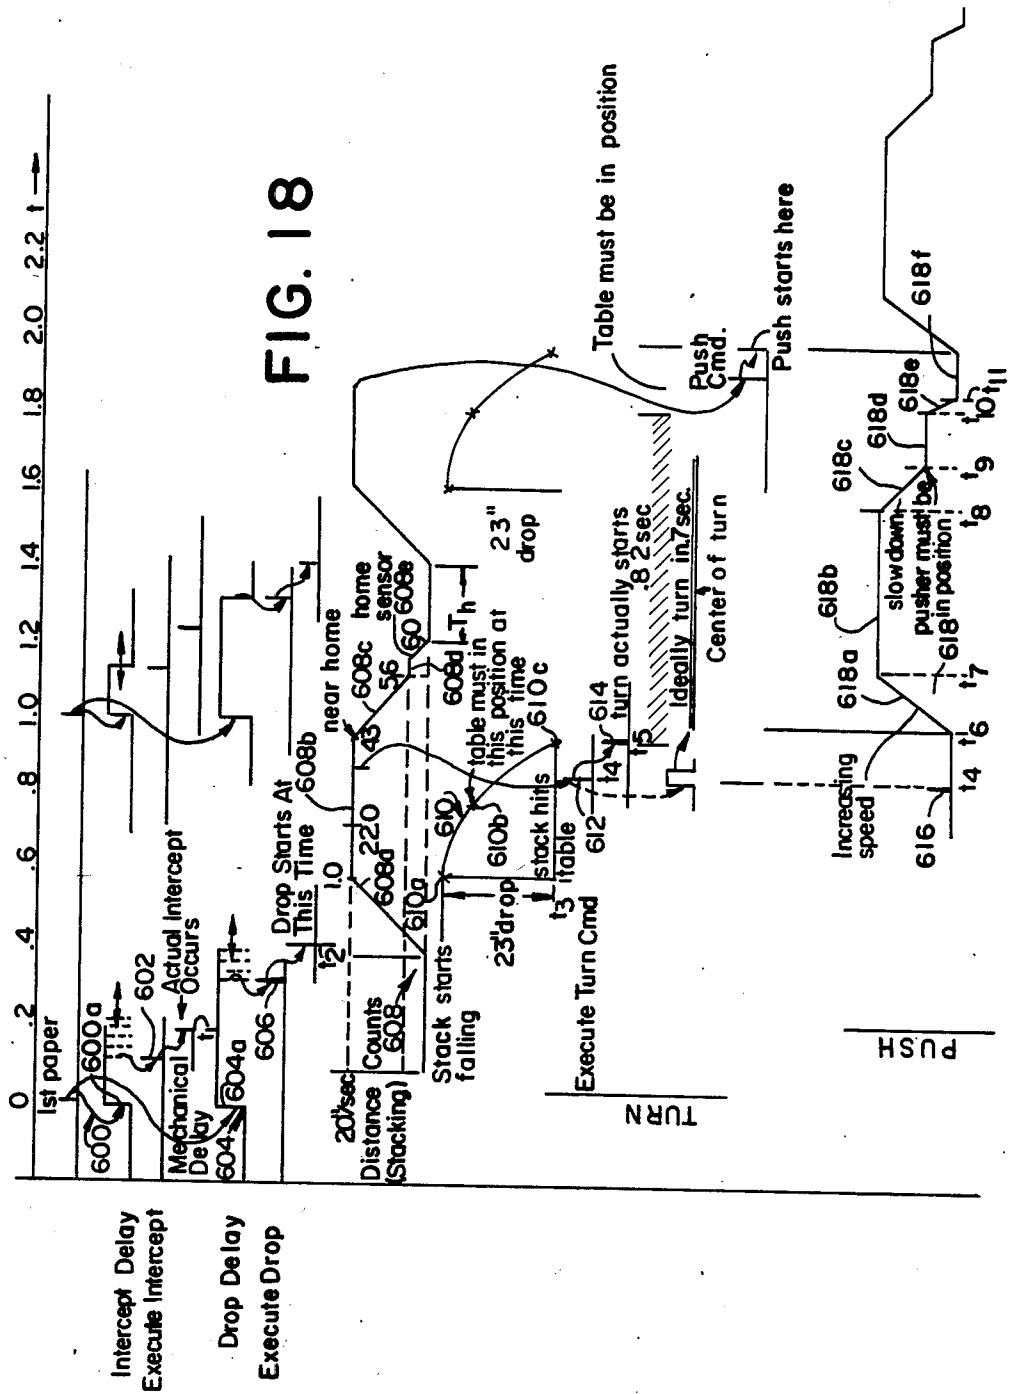 FIG. 18
0 .2 .4 .6 .8 1.0 1.2 1.4 1.6 1.8 2.0 2.2 t
1st paper
Intercept Delay
600
600a
Execute Intercept
602
Mechanical
Delay
Actual Intercept
Occurs
t1
Drop Delay
604
604a
Execute Drop
606
Drop Starts At
This Time
t2
20"/sec
Distance
(Stacking)
Counts
608
1.0
608a
22.0
608b
43
near home
608c
56
608d
60
home
sensor
608e
Th
Stack starts
falling
610a
610
610b
table must in
this position at
this time
610c
23" drop
t3
stack hits
table
23"
drop
Execute Turn Cmd
612
t4
614
t5
turn actually starts
.82sec
Ideally turn in.7sec.
Center of turn
TURN
Table must be in position
Push
Cmd.
Push starts here
PUSH
616
t4
Increasing
speed
t6
618a
618
t7
618b
slowdown
pusher must be
in position
t8
618c
t9
618d
618e
t10
t11
618f